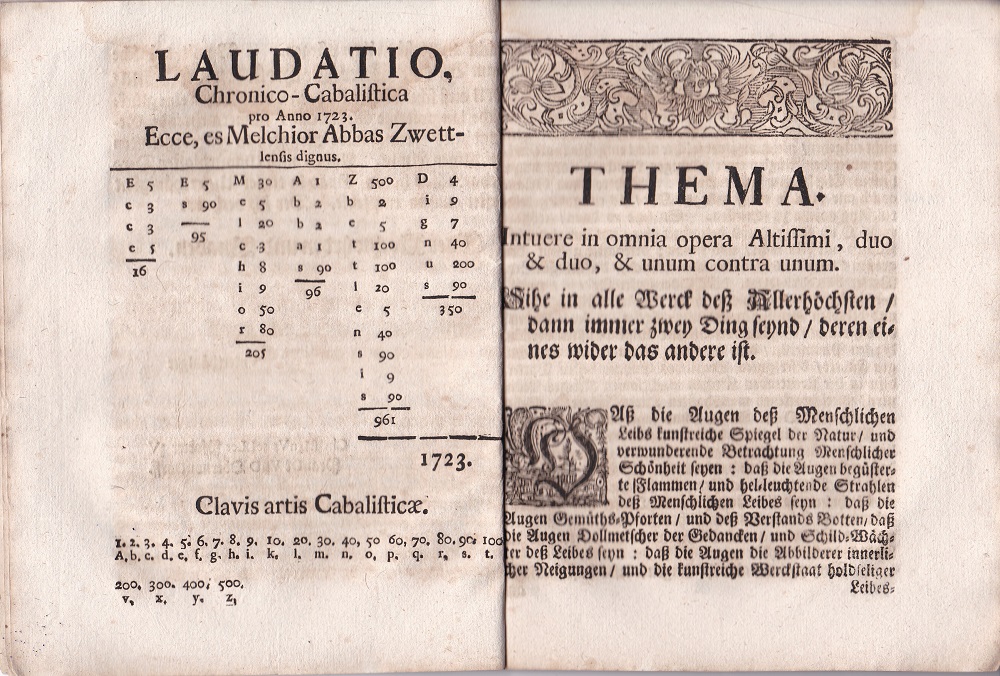 LAUDATIO,
Chronico-Cabaliſtica
pro Anno 1723.
Ecce, es Melchior Abbas Zwett-
lenſis dignus.
E 5 E 5 M 30 A 1 Z 500 D 4
c 3 s 90 e 5 b 2 b 2 i 9
c 3 95 l 20 b 2 e 5 g 7
e 5 c 3 a 1 t 100 n 40
16 h 8 s 90 t 100 u 200
i 9 96 l 20 s 90
o 50 e 5 350
r 80 n 40
205 s 90
i 9
s 90
961
1723.
Clavis artis Cabaliſticæ.
1. 2. 3. 4. 5. 6. 7. 8. 9. 10. 20. 30. 40, 50 60, 70. 80. 90. 100
A, b. c. d. e, f. g. h. i. k. l. m. n. o, p. q. r, s. t.
200. 300. 400. 500.
v, x. y. z,
THEMA.
Intuere in omnia opera Altiſſimi, duo
& duo, & unum contra unum.
Sihe in alle Werck deß Allerhöchſten /
dann immer zwey Ding ſeynd / deren ei-
nes wider das andere iſt.
Daß die Augen deß Menſchlichen
Leibs kunſtreiche Spiegel der Natur / und
verwunderende Betrachtung Menſchlicher
Schönheit ſeyen : daß die Augen begüſter-
te Flammen / und hel-leuchtende Strahlen
deß Menſchlichen Leibes ſeyn : daß die
Augen Gemüths-Pforten / und deß Verſtands Botten / daß
die Augen Dollmetſcher der Gedancken / und Schild-Wäch-
ter deß Leibes ſeyn : daß die Augen die Abbilderer innerli-
cher Neigungen / und die kunſtreiche Werckſtaat holdſeliger
Leibes-